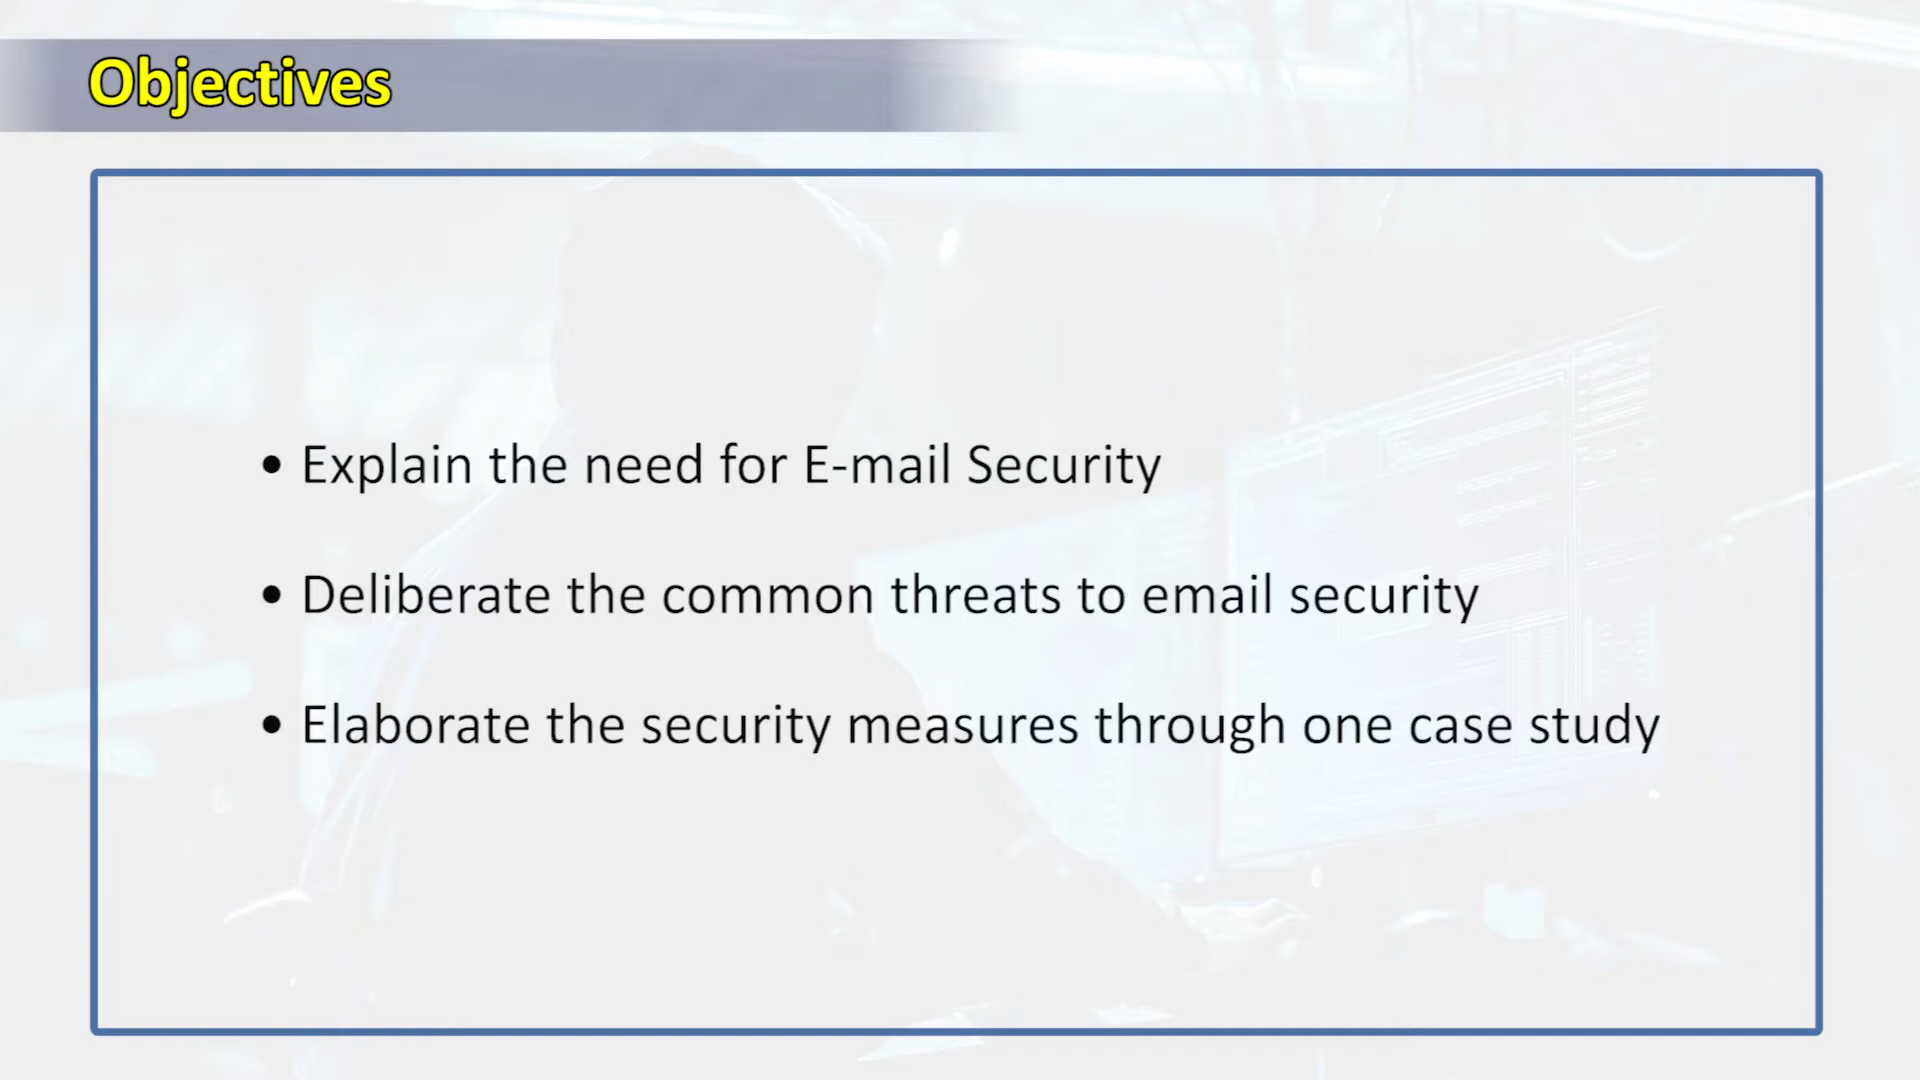 Objectives
• Explain the need for E-mail Security
• Deliberate the common threats to email security
• Elaborate the security measures through one case study